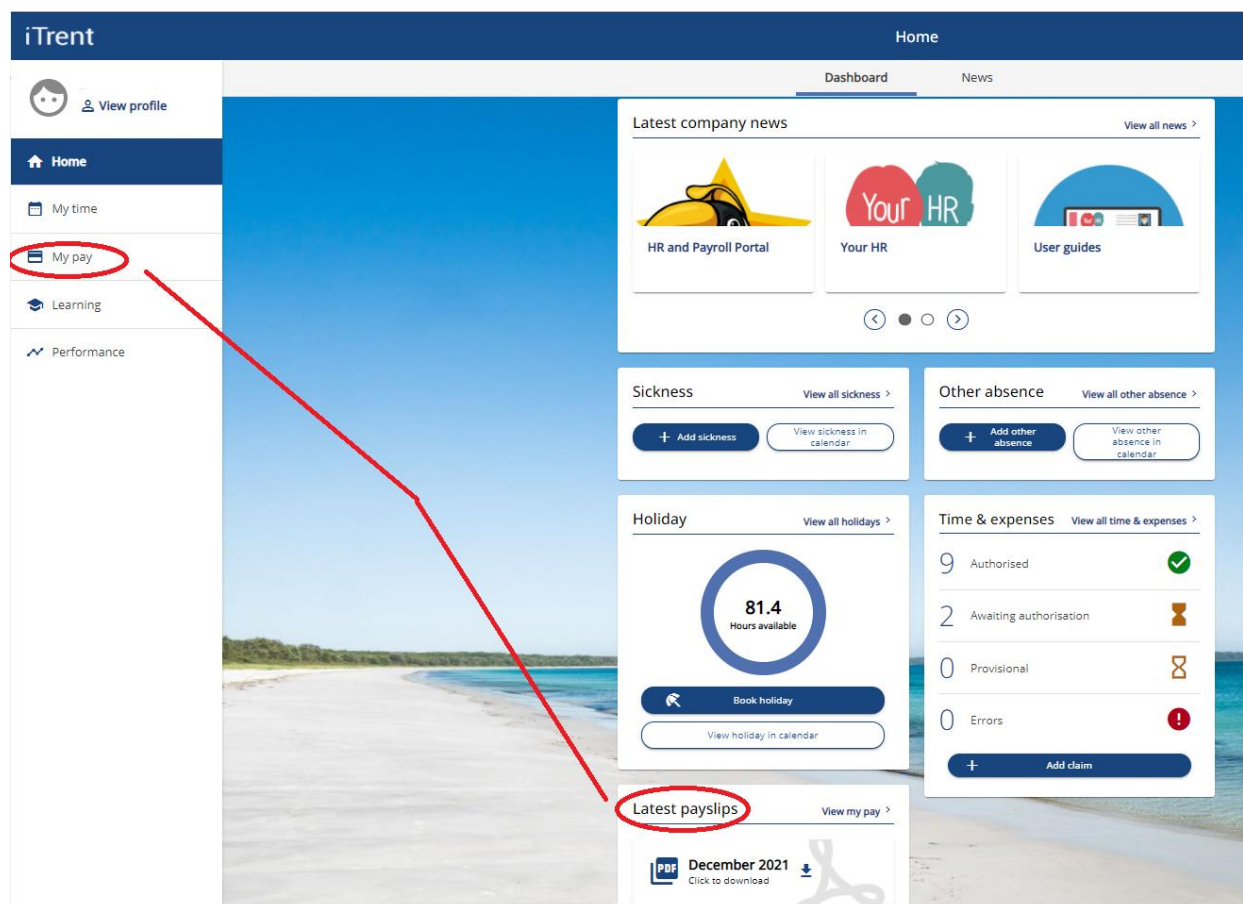 iTrent
Home
View profile
Home
My time
My pay
Learning
Performance
Dashboard
News
Latest company news
View all news >
HR and Payroll Portal
Your HR
Your HR
User guides
Sickness
View all sickness >
+ Add sickness
View sickness in
calendar
Other absence
View all other absence >
+ Add other
absence
View other
absence in
calendar
Holiday
View all holidays >
81.4
Hours available
Book holiday
View holiday in calendar
Time & expenses
View all time & expenses >
9 Authorised
2 Awaiting authorisation
0 Provisional
0 Errors
+ Add claim
Latest payslips
View my pay >
PDF
December 2021
Click to download